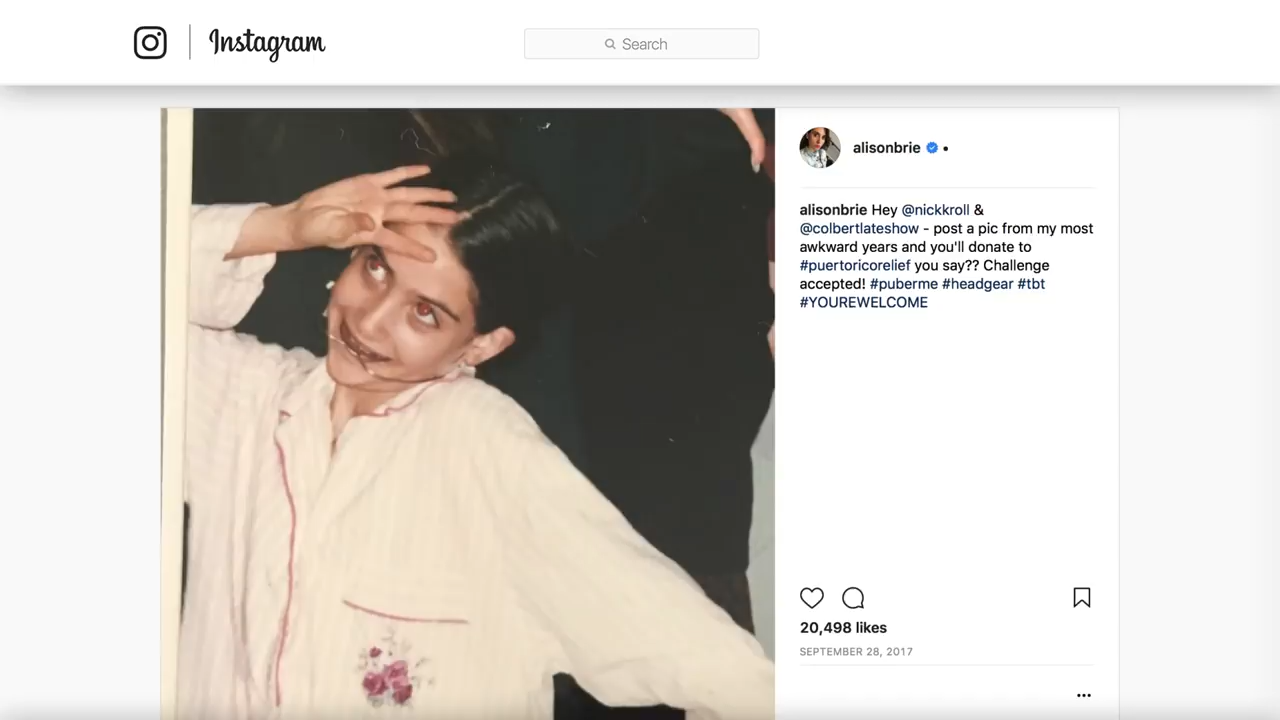 Instagram
Search
alisonbrie •
alisonbrie Hey @nickkroll &
@colbertlateshow - post a pic from my most
awkward years and you'll donate to
#puertoricorelief you say?? Challenge
accepted! #puberme #headgear #tbt
#YOUREWELCOME
20,498 likes
SEPTEMBER 28, 2017